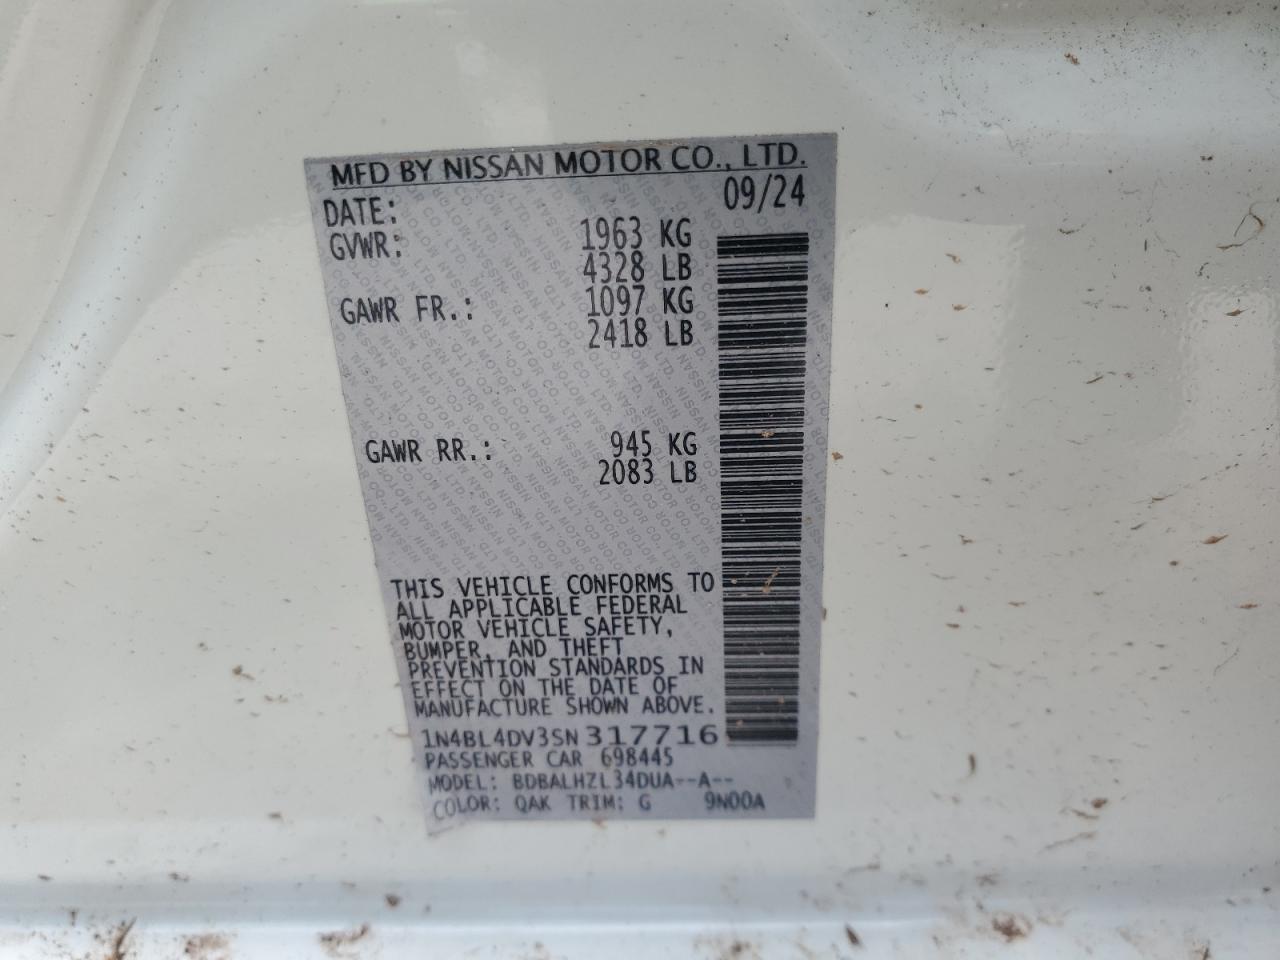 MFD BY NISSAN MOTOR CO., LTD.
DATE: 09/24
GVWR: 1963 KG
4328 LB
GAWR FR.: 1097 KG
2418 LB
GAWR RR.: 945 KG
2083 LB
THIS VEHICLE CONFORMS TO
ALL APPLICABLE FEDERAL
MOTOR VEHICLE SAFETY,
BUMPER, AND THEFT
PREVENTION STANDARDS IN
EFFECT ON THE DATE OF
MANUFACTURE SHOWN ABOVE.
1N4BL4DV3SN317716
PASSENGER CAR 698445
MODEL: BDBALHZL34DUA--A--
COLOR: QAK TRIM: G 9N00A